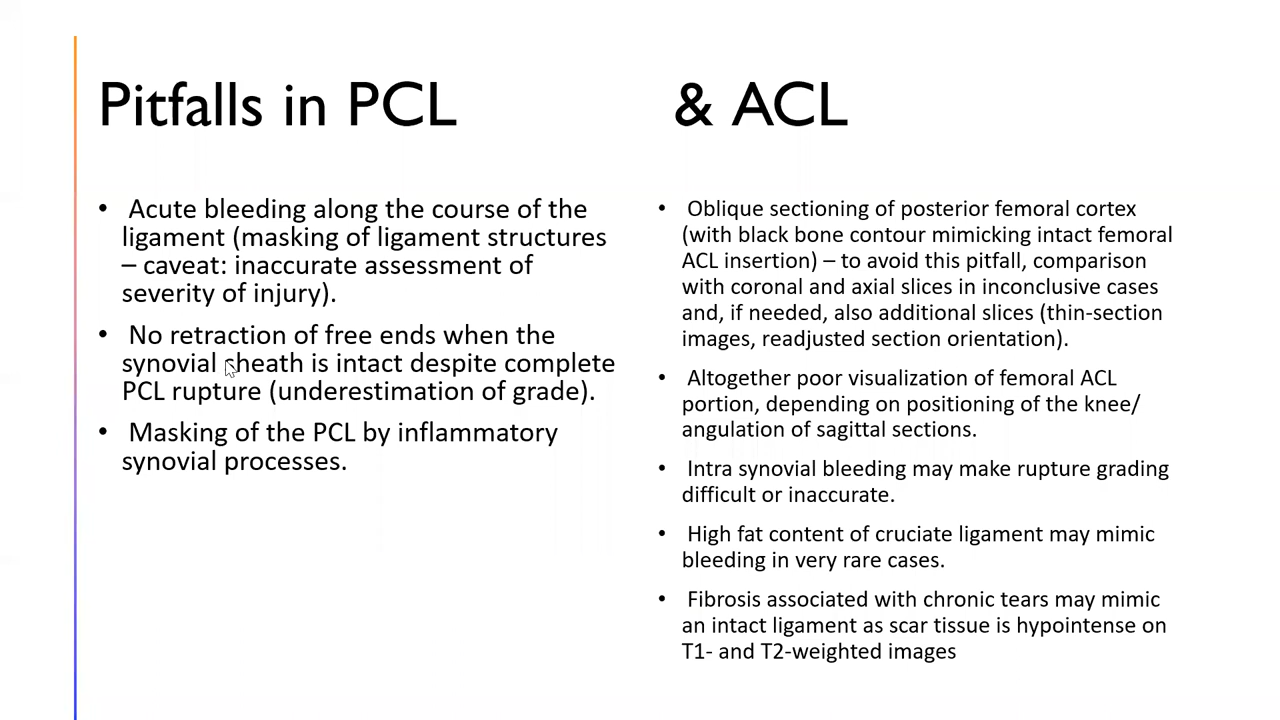 Pitfalls in PCL & ACL
• Acute bleeding along the course of the
ligament (masking of ligament structures
– caveat: inaccurate assessment of
severity of injury).
• No retraction of free ends when the
synovial sheath is intact despite complete
PCL rupture (underestimation of grade).
• Masking of the PCL by inflammatory
synovial processes.
• Oblique sectioning of posterior femoral cortex
(with black bone contour mimicking intact femoral
ACL insertion) – to avoid this pitfall, comparison
with coronal and axial slices in inconclusive cases
and, if needed, also additional slices (thin-section
images, readjusted section orientation).
• Altogether poor visualization of femoral ACL
portion, depending on positioning of the knee/
angulation of sagittal sections.
• Intra synovial bleeding may make rupture grading
difficult or inaccurate.
• High fat content of cruciate ligament may mimic
bleeding in very rare cases.
• Fibrosis associated with chronic tears may mimic
an intact ligament as scar tissue is hypointense on
T1- and T2-weighted images